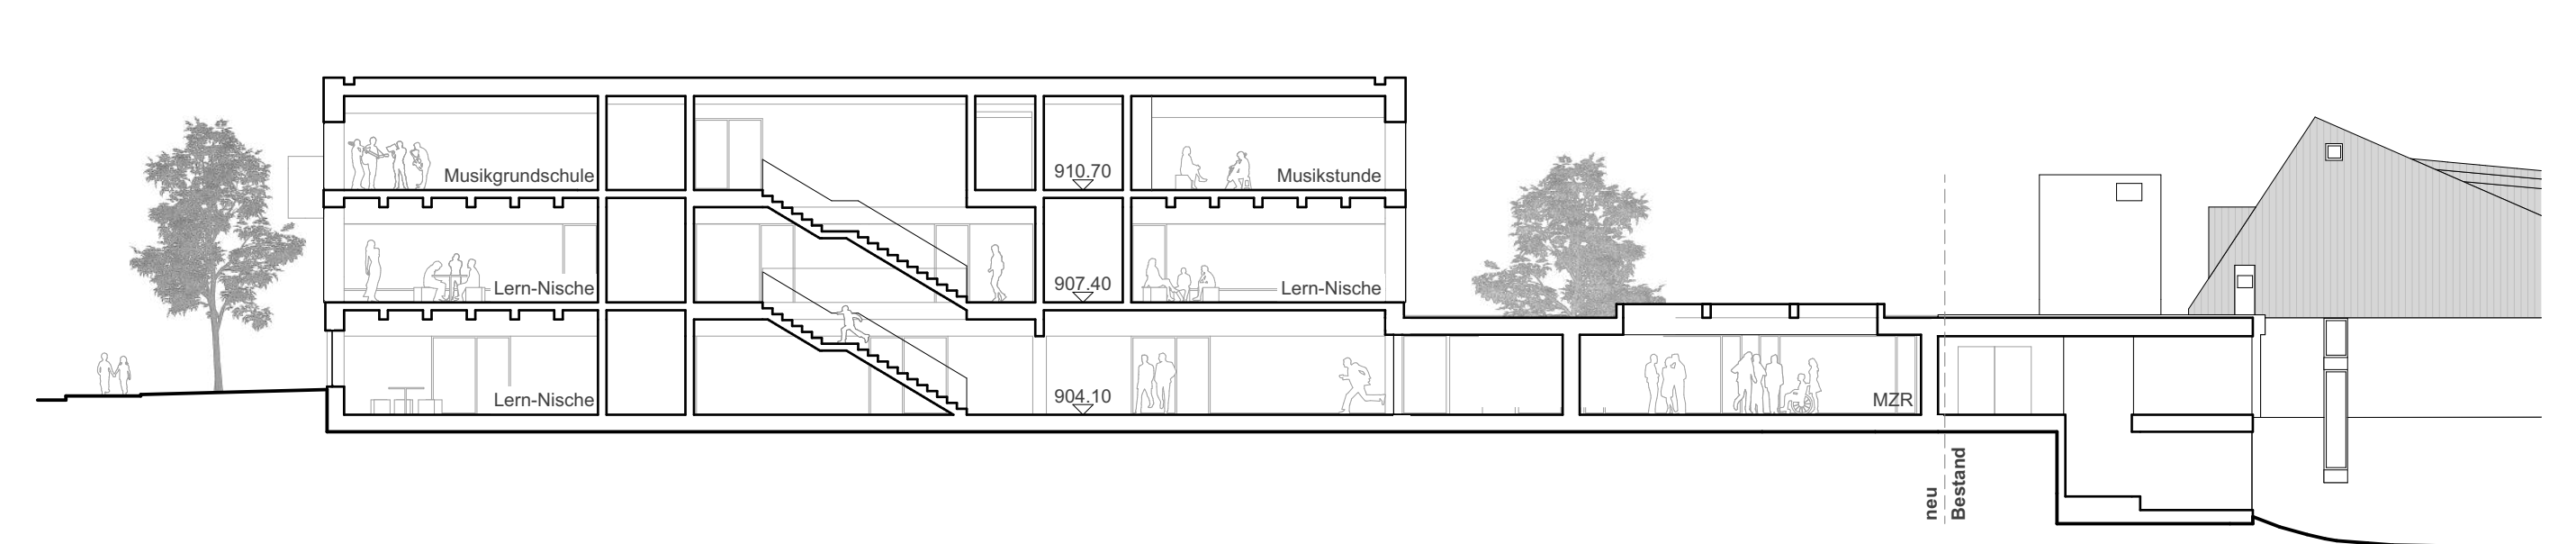 Musikgrundschule
910.70
Musikstunde
Lern-Nische
907.40
Lern-Nische
Lern-Nische
904.10
MZR
neu
Bestand